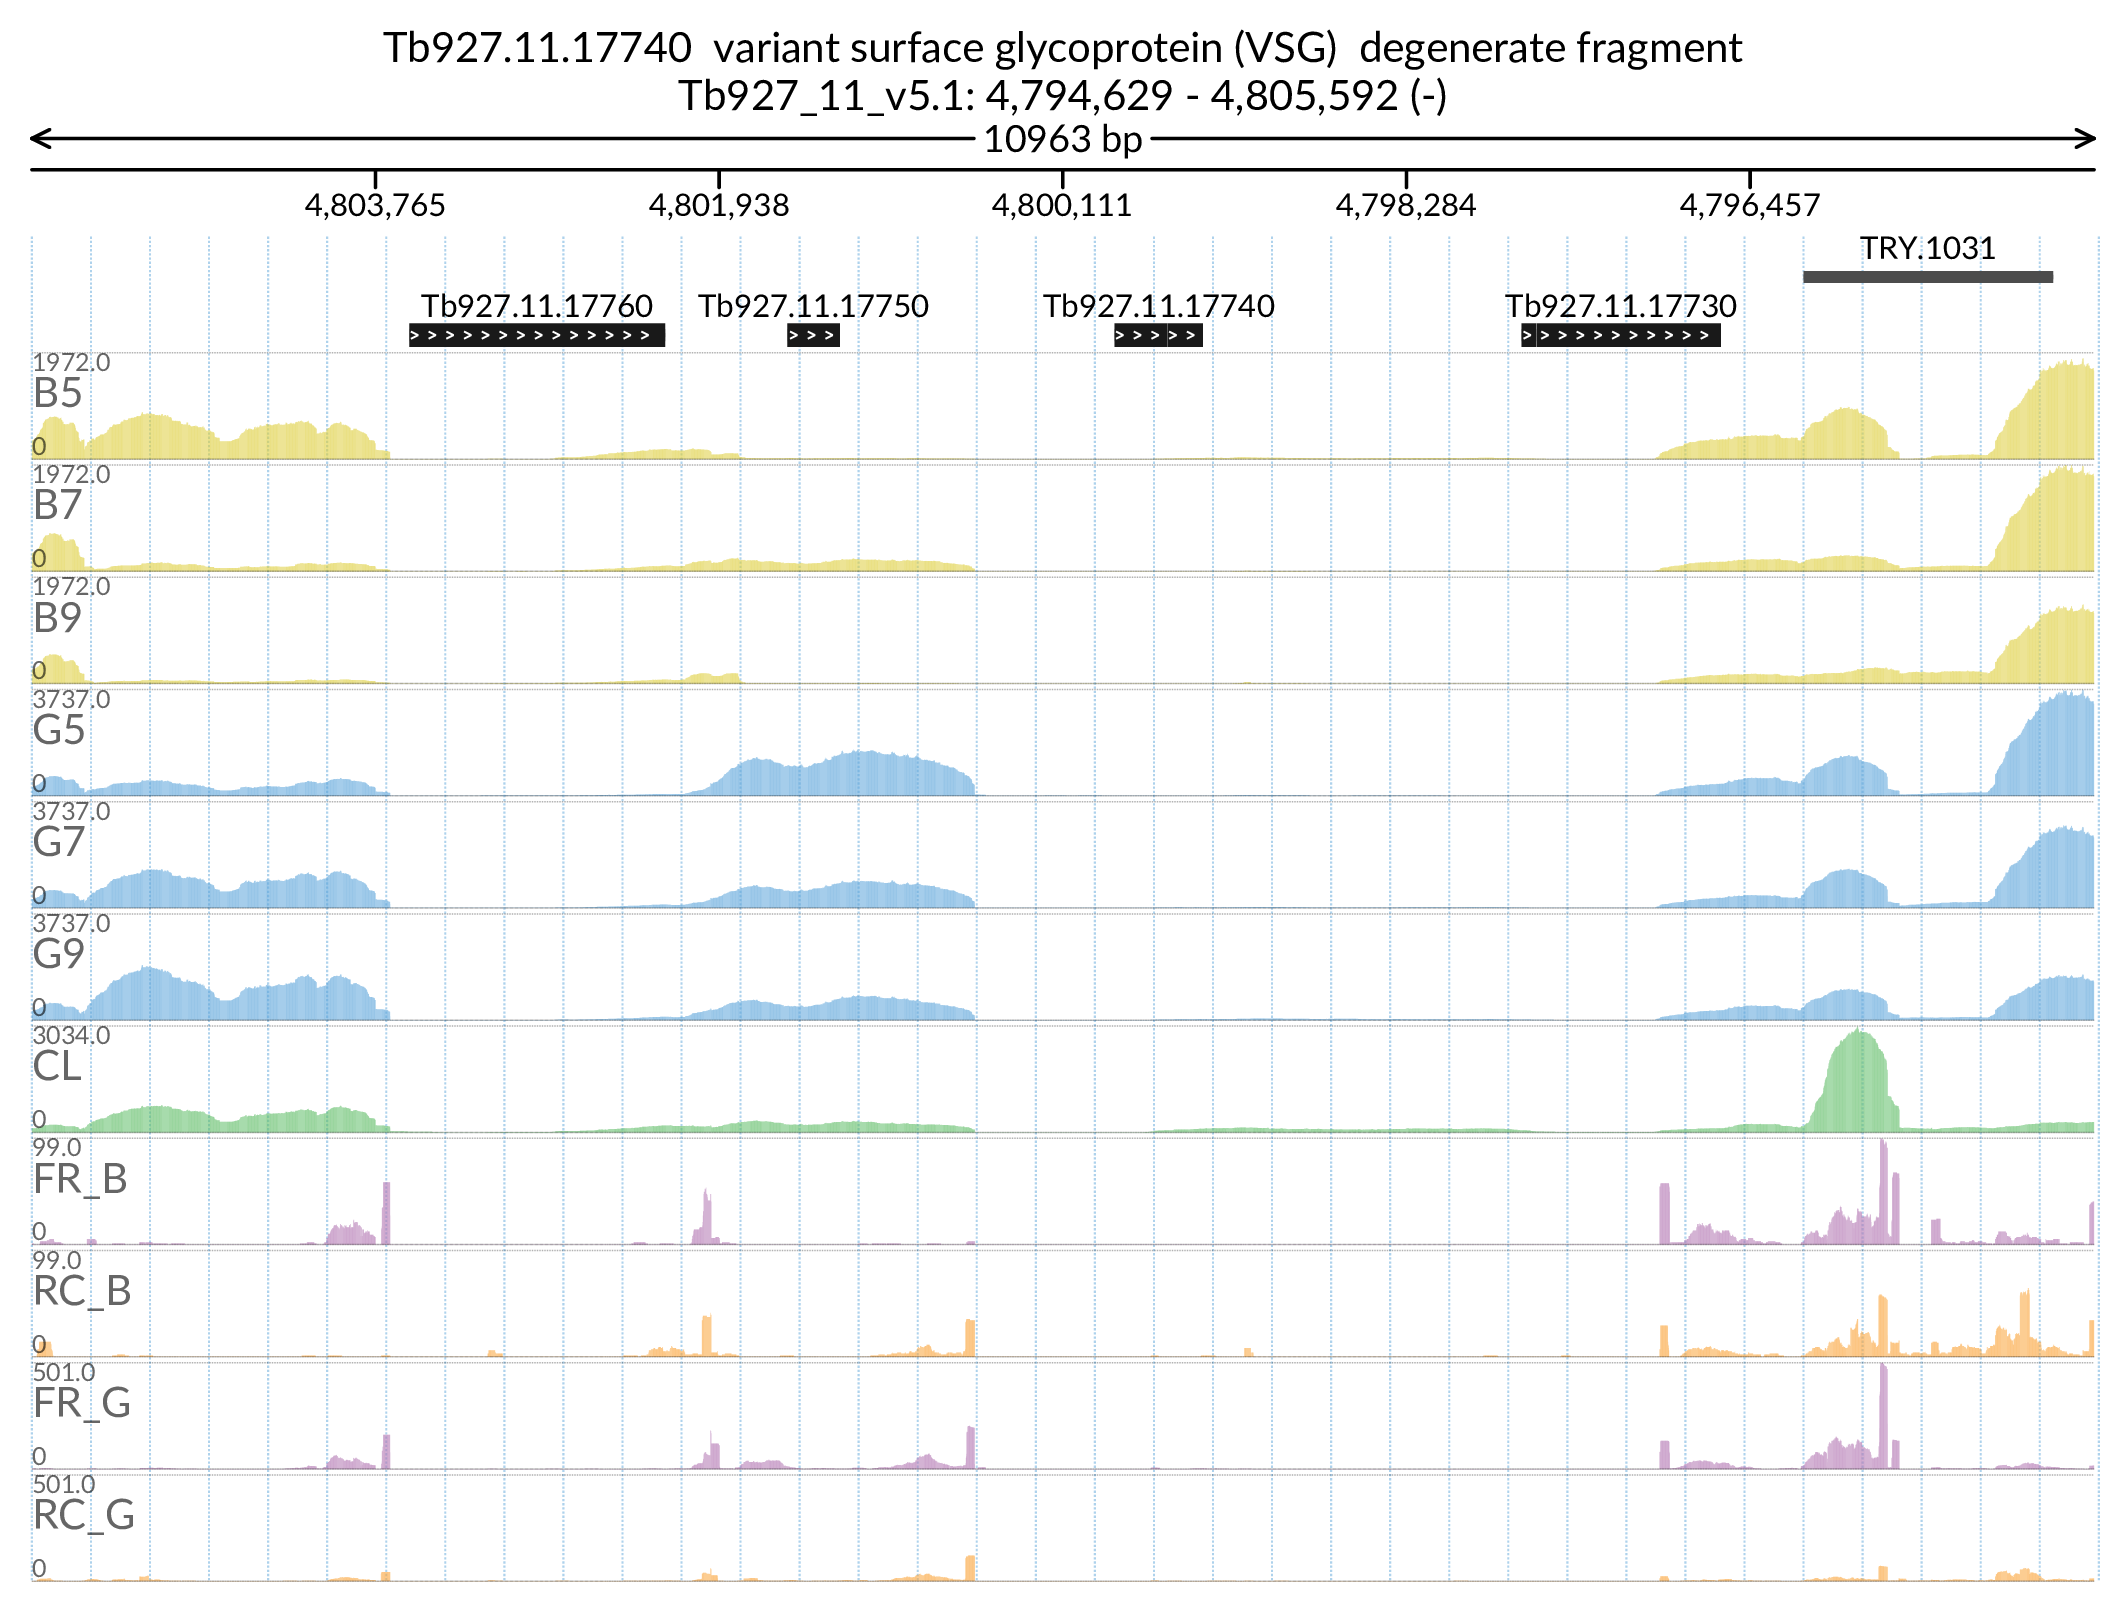 Tb927.11.17740 variant surface glycoprotein (VSG) degenerate fragment
Tb927_11_v5.1: 4,794,629 - 4,805,592 (-)
10963 bp
4,803,765 4,801,938 4,800,111 4,798,284 4,796,457
TRY.1031
Tb927.11.17760 Tb927.11.17750 Tb927.11.17740 Tb927.11.17730
1972.0
B5
0
1972.0
B7
0
1972.0
B9
0
3737.0
G5
0
3737.0
G7
0
3737.0
G9
0
3034.0
CL
0
99.0
FR_B
0
99.0
RC_B
0
501.0
FR_G
0
501.0
RC_G
0